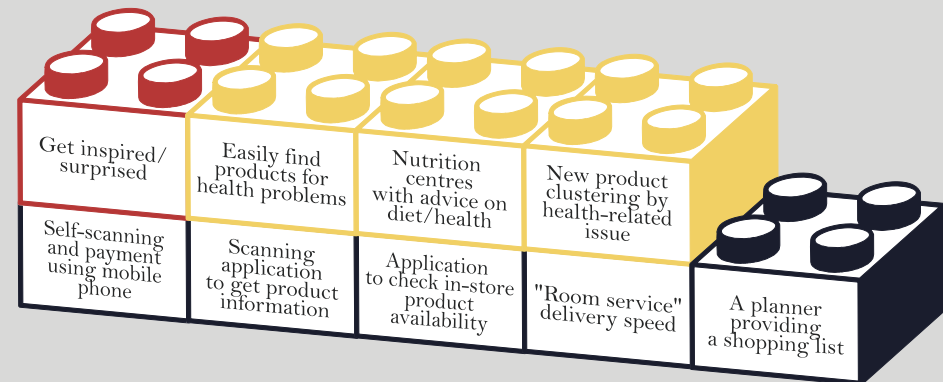 Get inspired/
surprised
Easily find
products for
health problems
Nutrition
centres
with advice on
diet/health
New product
clustering by
health-related
issue
Self-scanning
and payment
using mobile
phone
Scanning
application
to get product
information
Application
to check in-store
product
availability
"Room service"
delivery speed
A planner
providing
a shopping list